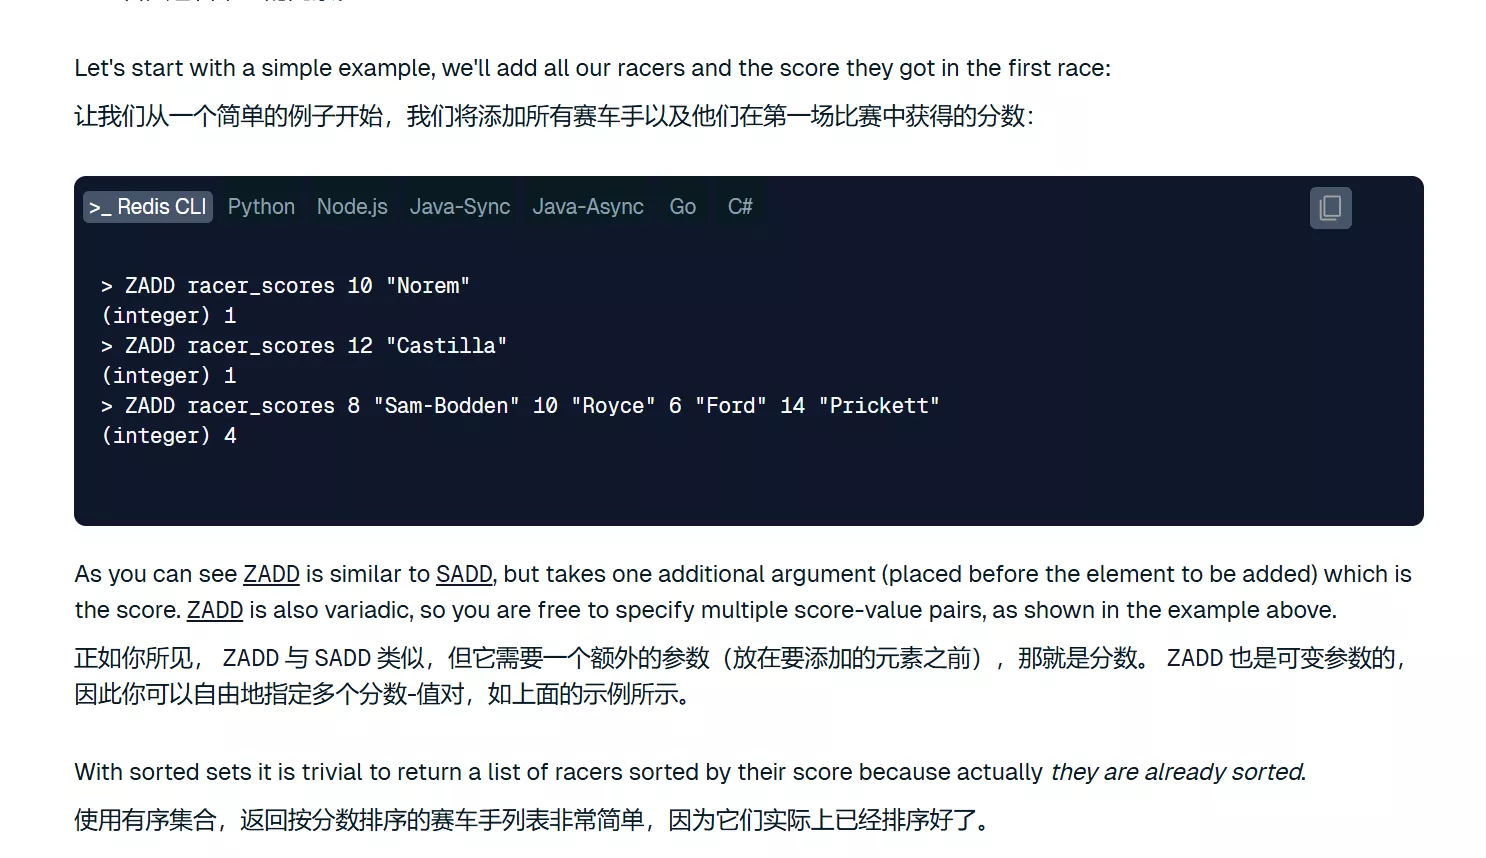 Let's start with a simple example, we'll add all our racers and the score they got in the first race:
让我们从一个简单的例子开始，我们将添加所有赛车手以及他们在第一场比赛中获得的分数：
>_ Redis CLI Python Node.js Java-Sync Java-Async Go C#
> ZADD racer_scores 10 "Norem"
(integer) 1
> ZADD racer_scores 12 "Castilla"
(integer) 1
> ZADD racer_scores 8 "Sam-Bodden" 10 "Royce" 6 "Ford" 14 "Prickett"
(integer) 4
As you can see ZADD is similar to SADD, but takes one additional argument (placed before the element to be added) which is
the score. ZADD is also variadic, so you are free to specify multiple score-value pairs, as shown in the example above.
正如你所见， ZADD 与 SADD 类似，但它需要一个额外的参数（放在要添加的元素之前），那就是分数。 ZADD 也是可变参数的，
因此你可以自由地指定多个分数-值对，如上面的示例所示。
With sorted sets it is trivial to return a list of racers sorted by their score because actually they are already sorted.
使用有序集合，返回按分数排序的赛车手列表非常简单，因为它们实际上已经排序好了。